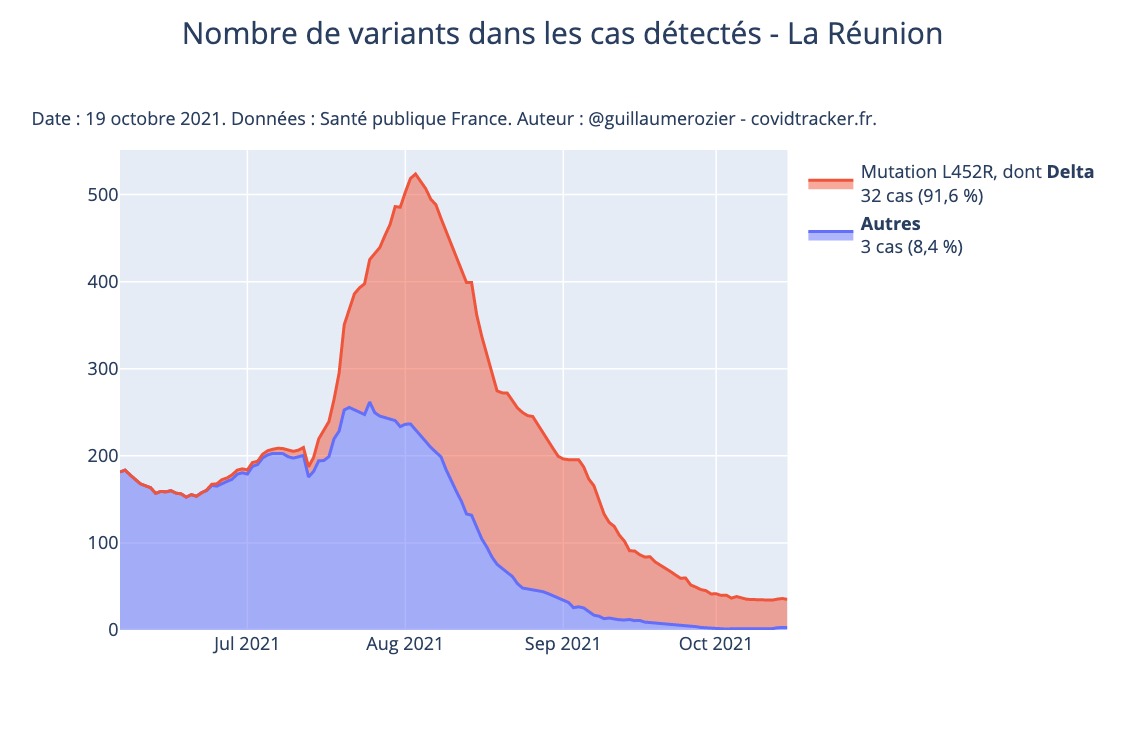 Nombre de variants dans les cas détectés - La Réunion
Date : 19 octobre 2021. Données : Santé publique France. Auteur : @guillaumerozier - covidtracker.fr.
Mutation L452R, dont Delta
32 cas (91,6 %)
Autres
3 cas (8,4 %)
500
400
300
200
100
0
Jul 2021
Aug 2021
Sep 2021
Oct 2021